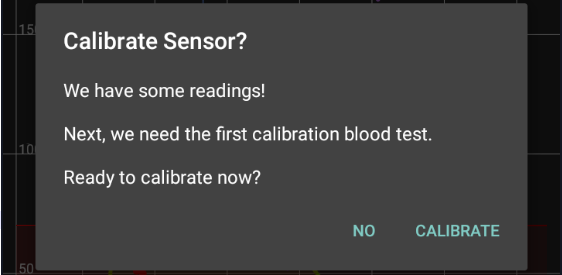 150
Calibrate Sensor?
We have some readings!
Next, we need the first calibration blood test.
100
Ready to calibrate now?
NO CALIBRATE
50